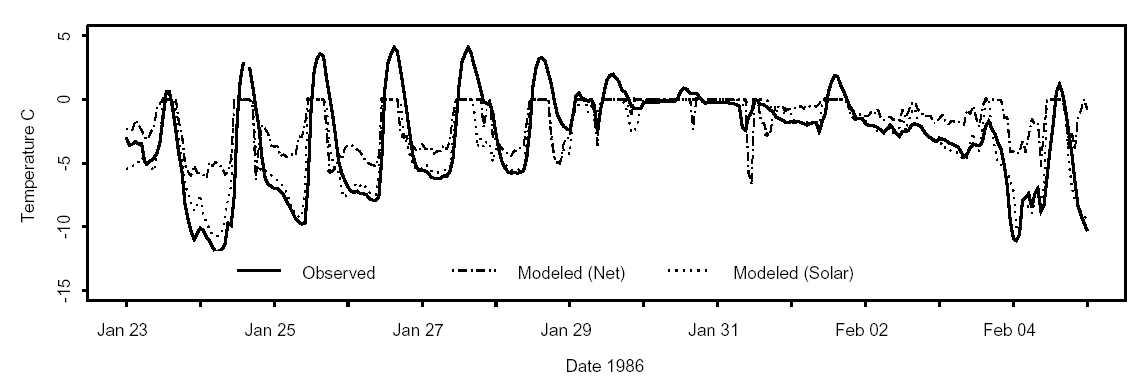 5
0
-5
-10
-15
Temperature C
Observed Modeled (Net) Modeled (Solar)
Jan 23 Jan 25 Jan 27 Jan 29 Jan 31 Feb 02 Feb 04
Date 1986